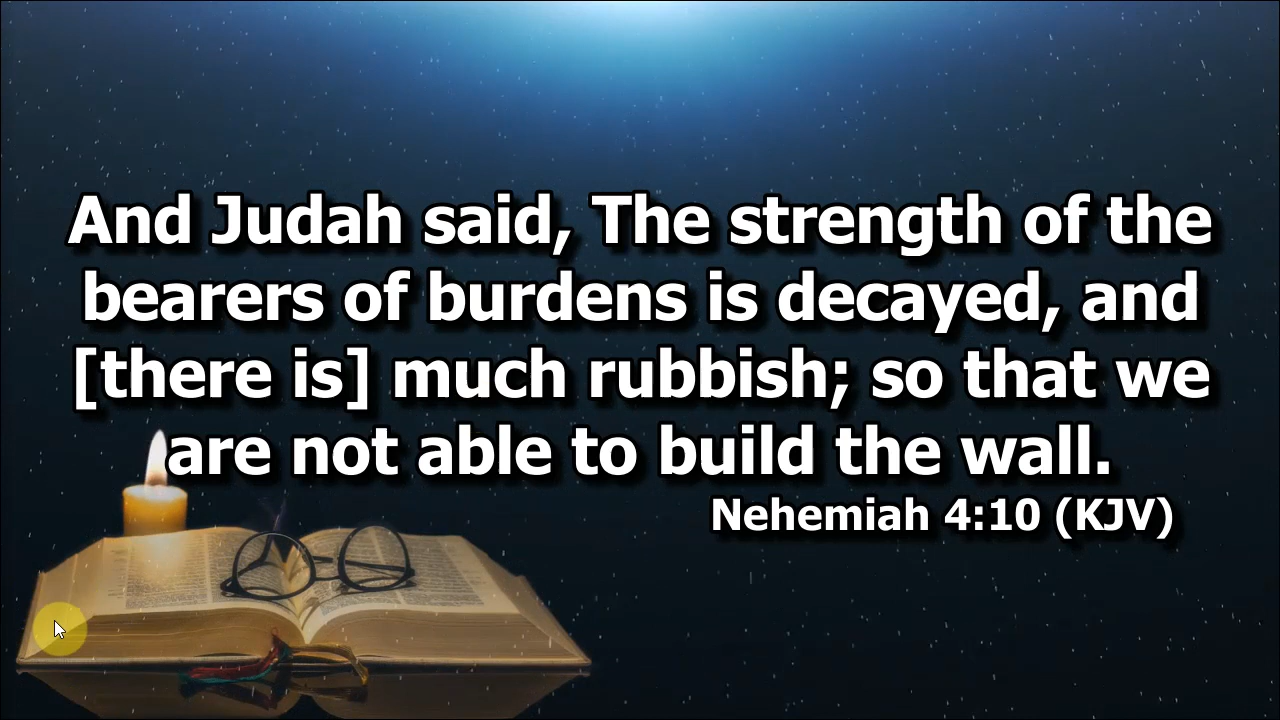 And Judah said, The strength of the
bearers of burdens is decayed, and
[there is] much rubbish; so that we
are not able to build the wall.
Nehemiah 4:10 (KJV)